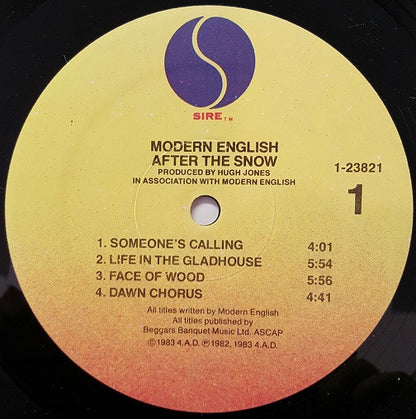 SIRE™
MODERN ENGLISH
AFTER THE SNOW
PRODUCED BY HUGH JONES
IN ASSOCIATION WITH MODERN ENGLISH
1-23821
1
1. SOMEONE'S CALLING 4:01
2. LIFE IN THE GLADHOUSE 5:54
3. FACE OF WOOD 5:56
4. DAWN CHORUS 4:41
All titles written by Modern English
All titles published by
Beggars Banquet Music Ltd. ASCAP
©1983 4.A.D. ℗1982, 1983 4.A.D.